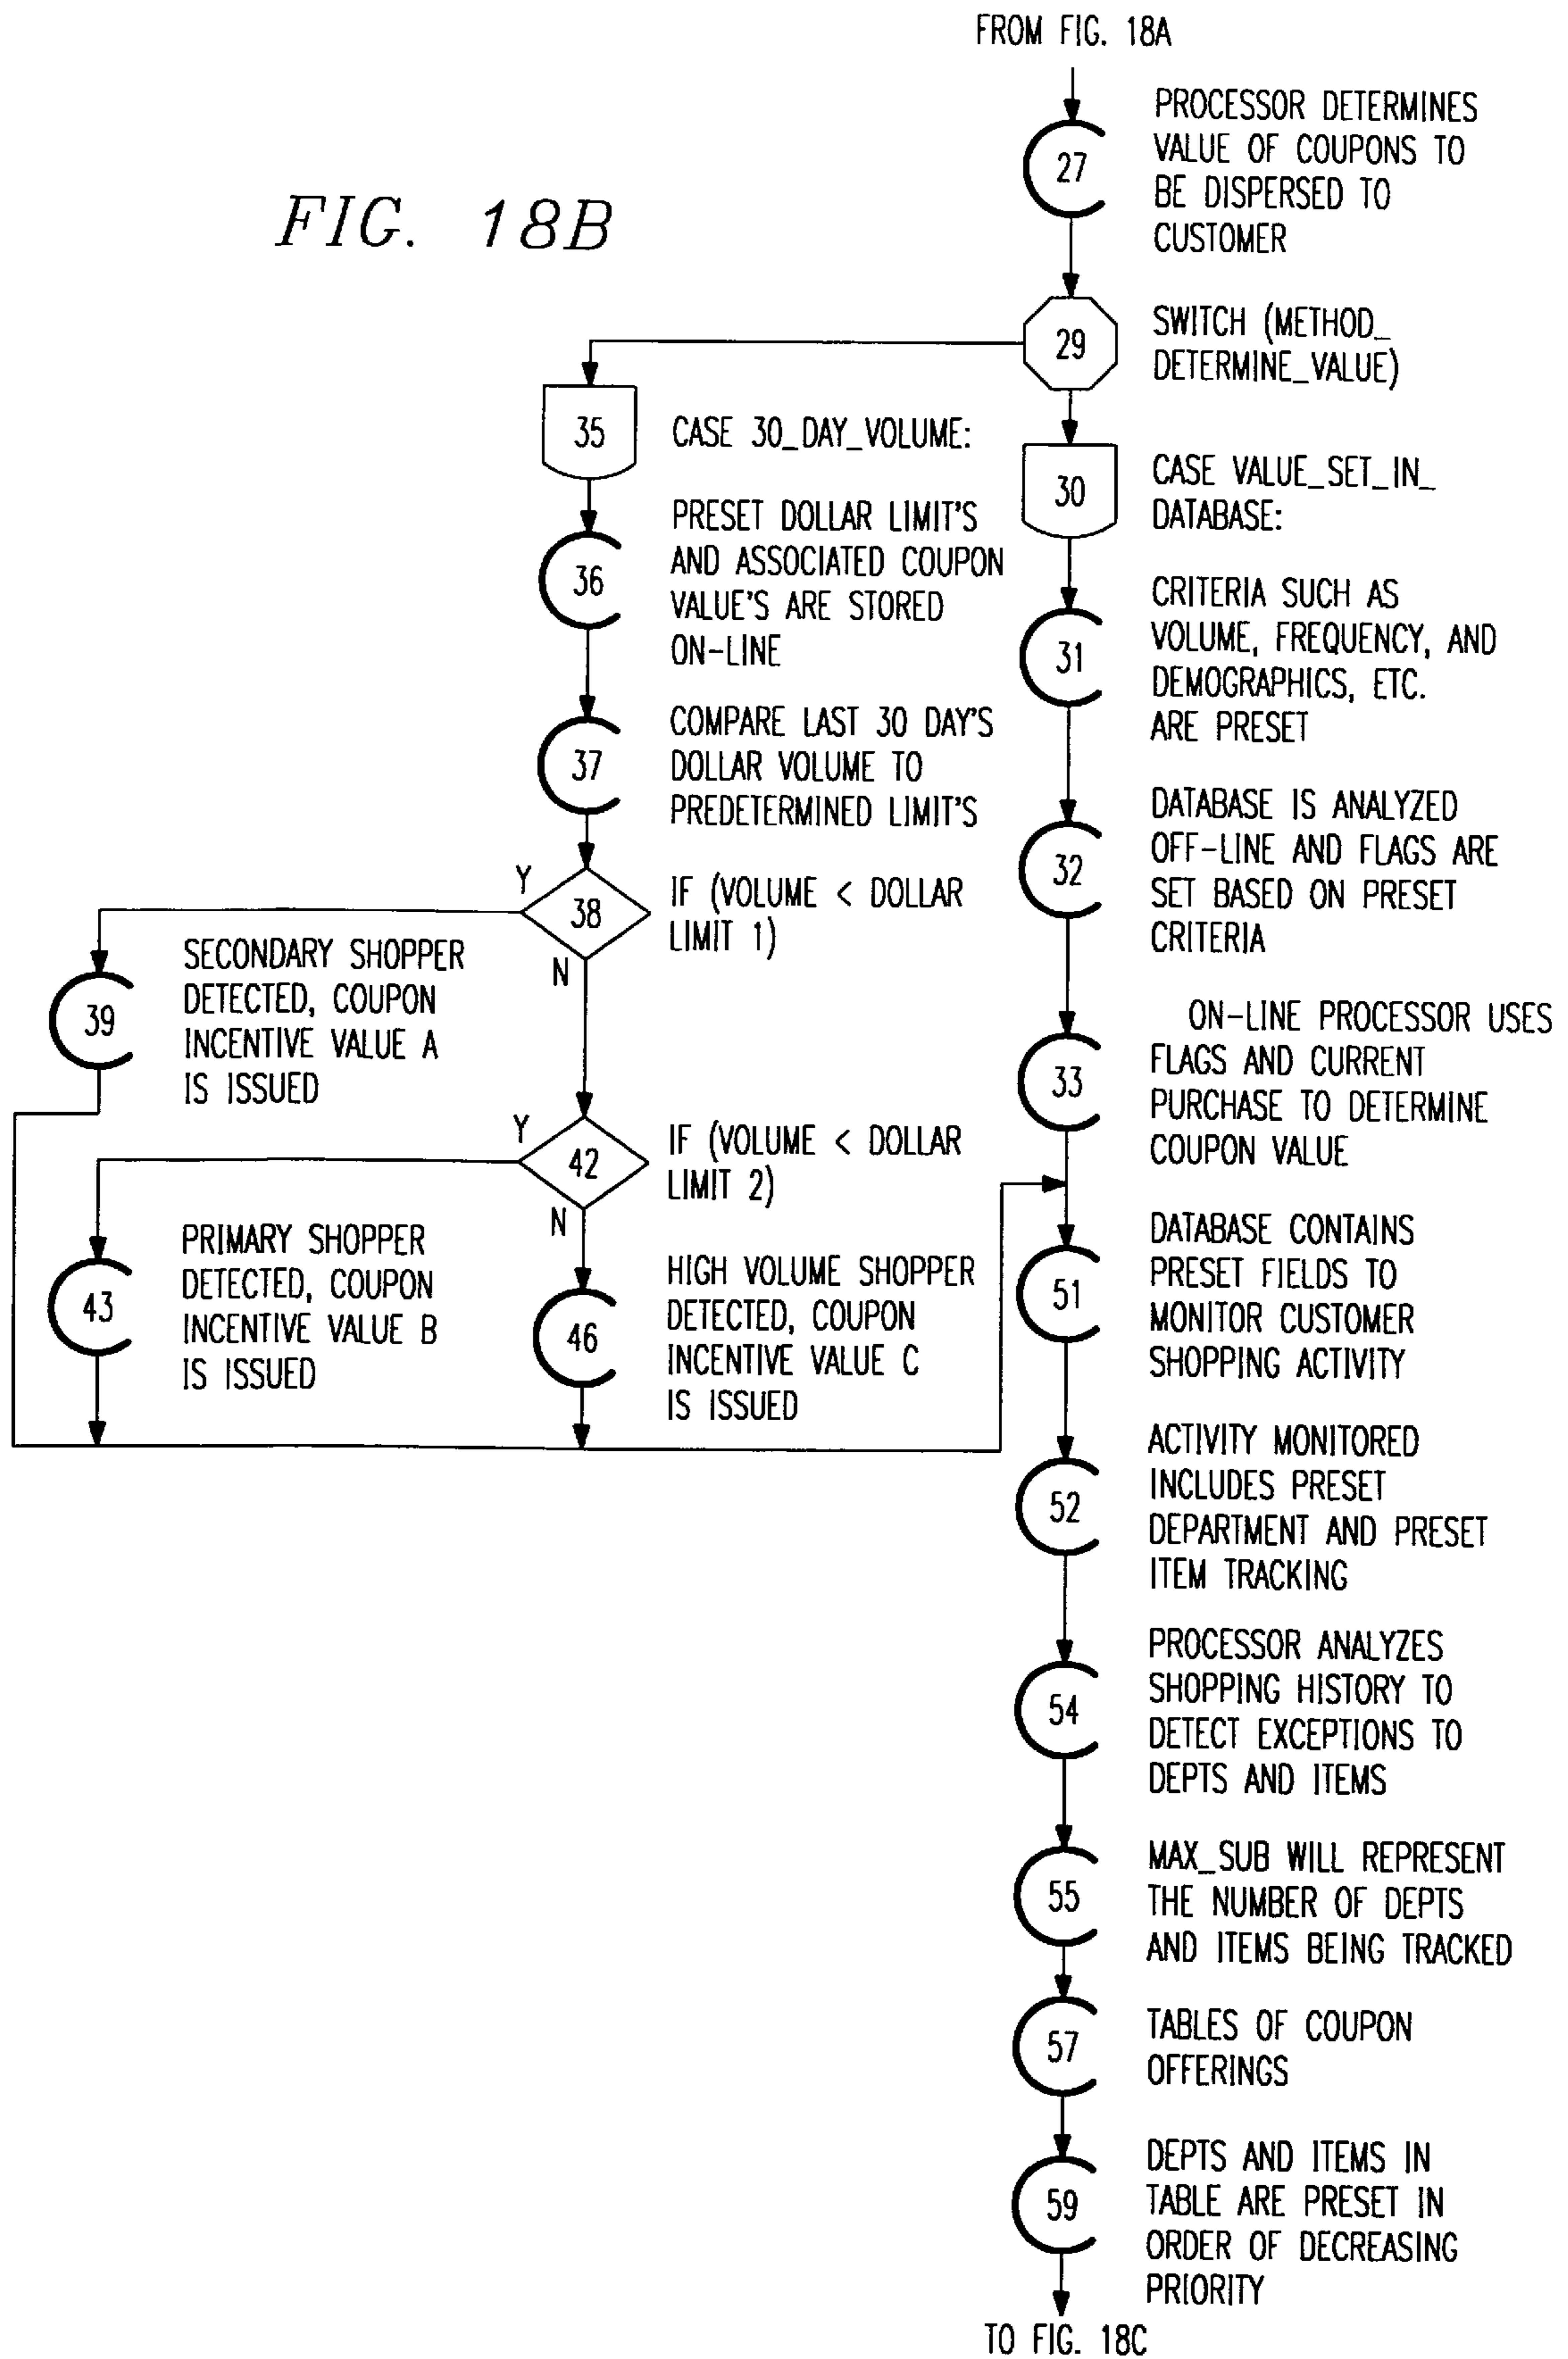 FROM FIG. 18A
FIG. 18B
27
PROCESSOR DETERMINES
VALUE OF COUPONS TO
BE DISPERSED TO
CUSTOMER
29
SWITCH (METHOD_
DETERMINE_VALUE)
35
CASE 30_DAY_VOLUME:
36
PRESET DOLLAR LIMIT'S
AND ASSOCIATED COUPON
VALUE'S ARE STORED
ON-LINE
37
COMPARE LAST 30 DAY'S
DOLLAR VOLUME TO
PREDETERMINED LIMIT'S
38
Y
N
IF (VOLUME < DOLLAR
LIMIT 1)
39
SECONDARY SHOPPER
DETECTED, COUPON
INCENTIVE VALUE A
IS ISSUED
42
Y
N
IF (VOLUME < DOLLAR
LIMIT 2)
43
PRIMARY SHOPPER
DETECTED, COUPON
INCENTIVE VALUE B
IS ISSUED
46
HIGH VOLUME SHOPPER
DETECTED, COUPON
INCENTIVE VALUE C
IS ISSUED
30
CASE VALUE_SET_IN_
DATABASE:
31
CRITERIA SUCH AS
VOLUME, FREQUENCY, AND
DEMOGRAPHICS, ETC.
ARE PRESET
32
DATABASE IS ANALYZED
OFF-LINE AND FLAGS ARE
SET BASED ON PRESET
CRITERIA
33
ON-LINE PROCESSOR USES
FLAGS AND CURRENT
PURCHASE TO DETERMINE
COUPON VALUE
51
DATABASE CONTAINS
PRESET FIELDS TO
MONITOR CUSTOMER
SHOPPING ACTIVITY
52
ACTIVITY MONITORED
INCLUDES PRESET
DEPARTMENT AND PRESET
ITEM TRACKING
54
PROCESSOR ANALYZES
SHOPPING HISTORY TO
DETECT EXCEPTIONS TO
DEPTS AND ITEMS
55
MAX_SUB WILL REPRESENT
THE NUMBER OF DEPTS
AND ITEMS BEING TRACKED
57
TABLES OF COUPON
OFFERINGS
59
DEPTS AND ITEMS IN
TABLE ARE PRESET IN
ORDER OF DECREASING
PRIORITY
TO FIG. 18C